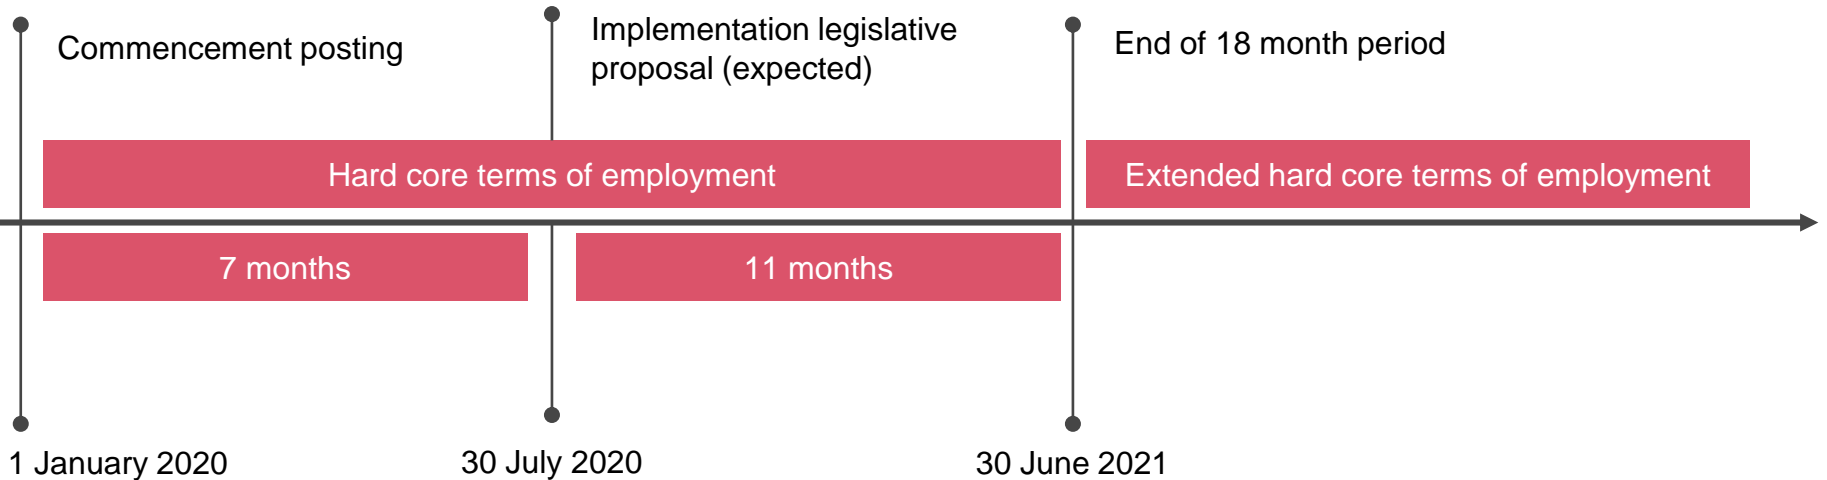 Commencement posting
Implementation legislative
proposal (expected)
End of 18 month period
Hard core terms of employment
Extended hard core terms of employment
7 months
11 months
1 January 2020
30 July 2020
30 June 2021